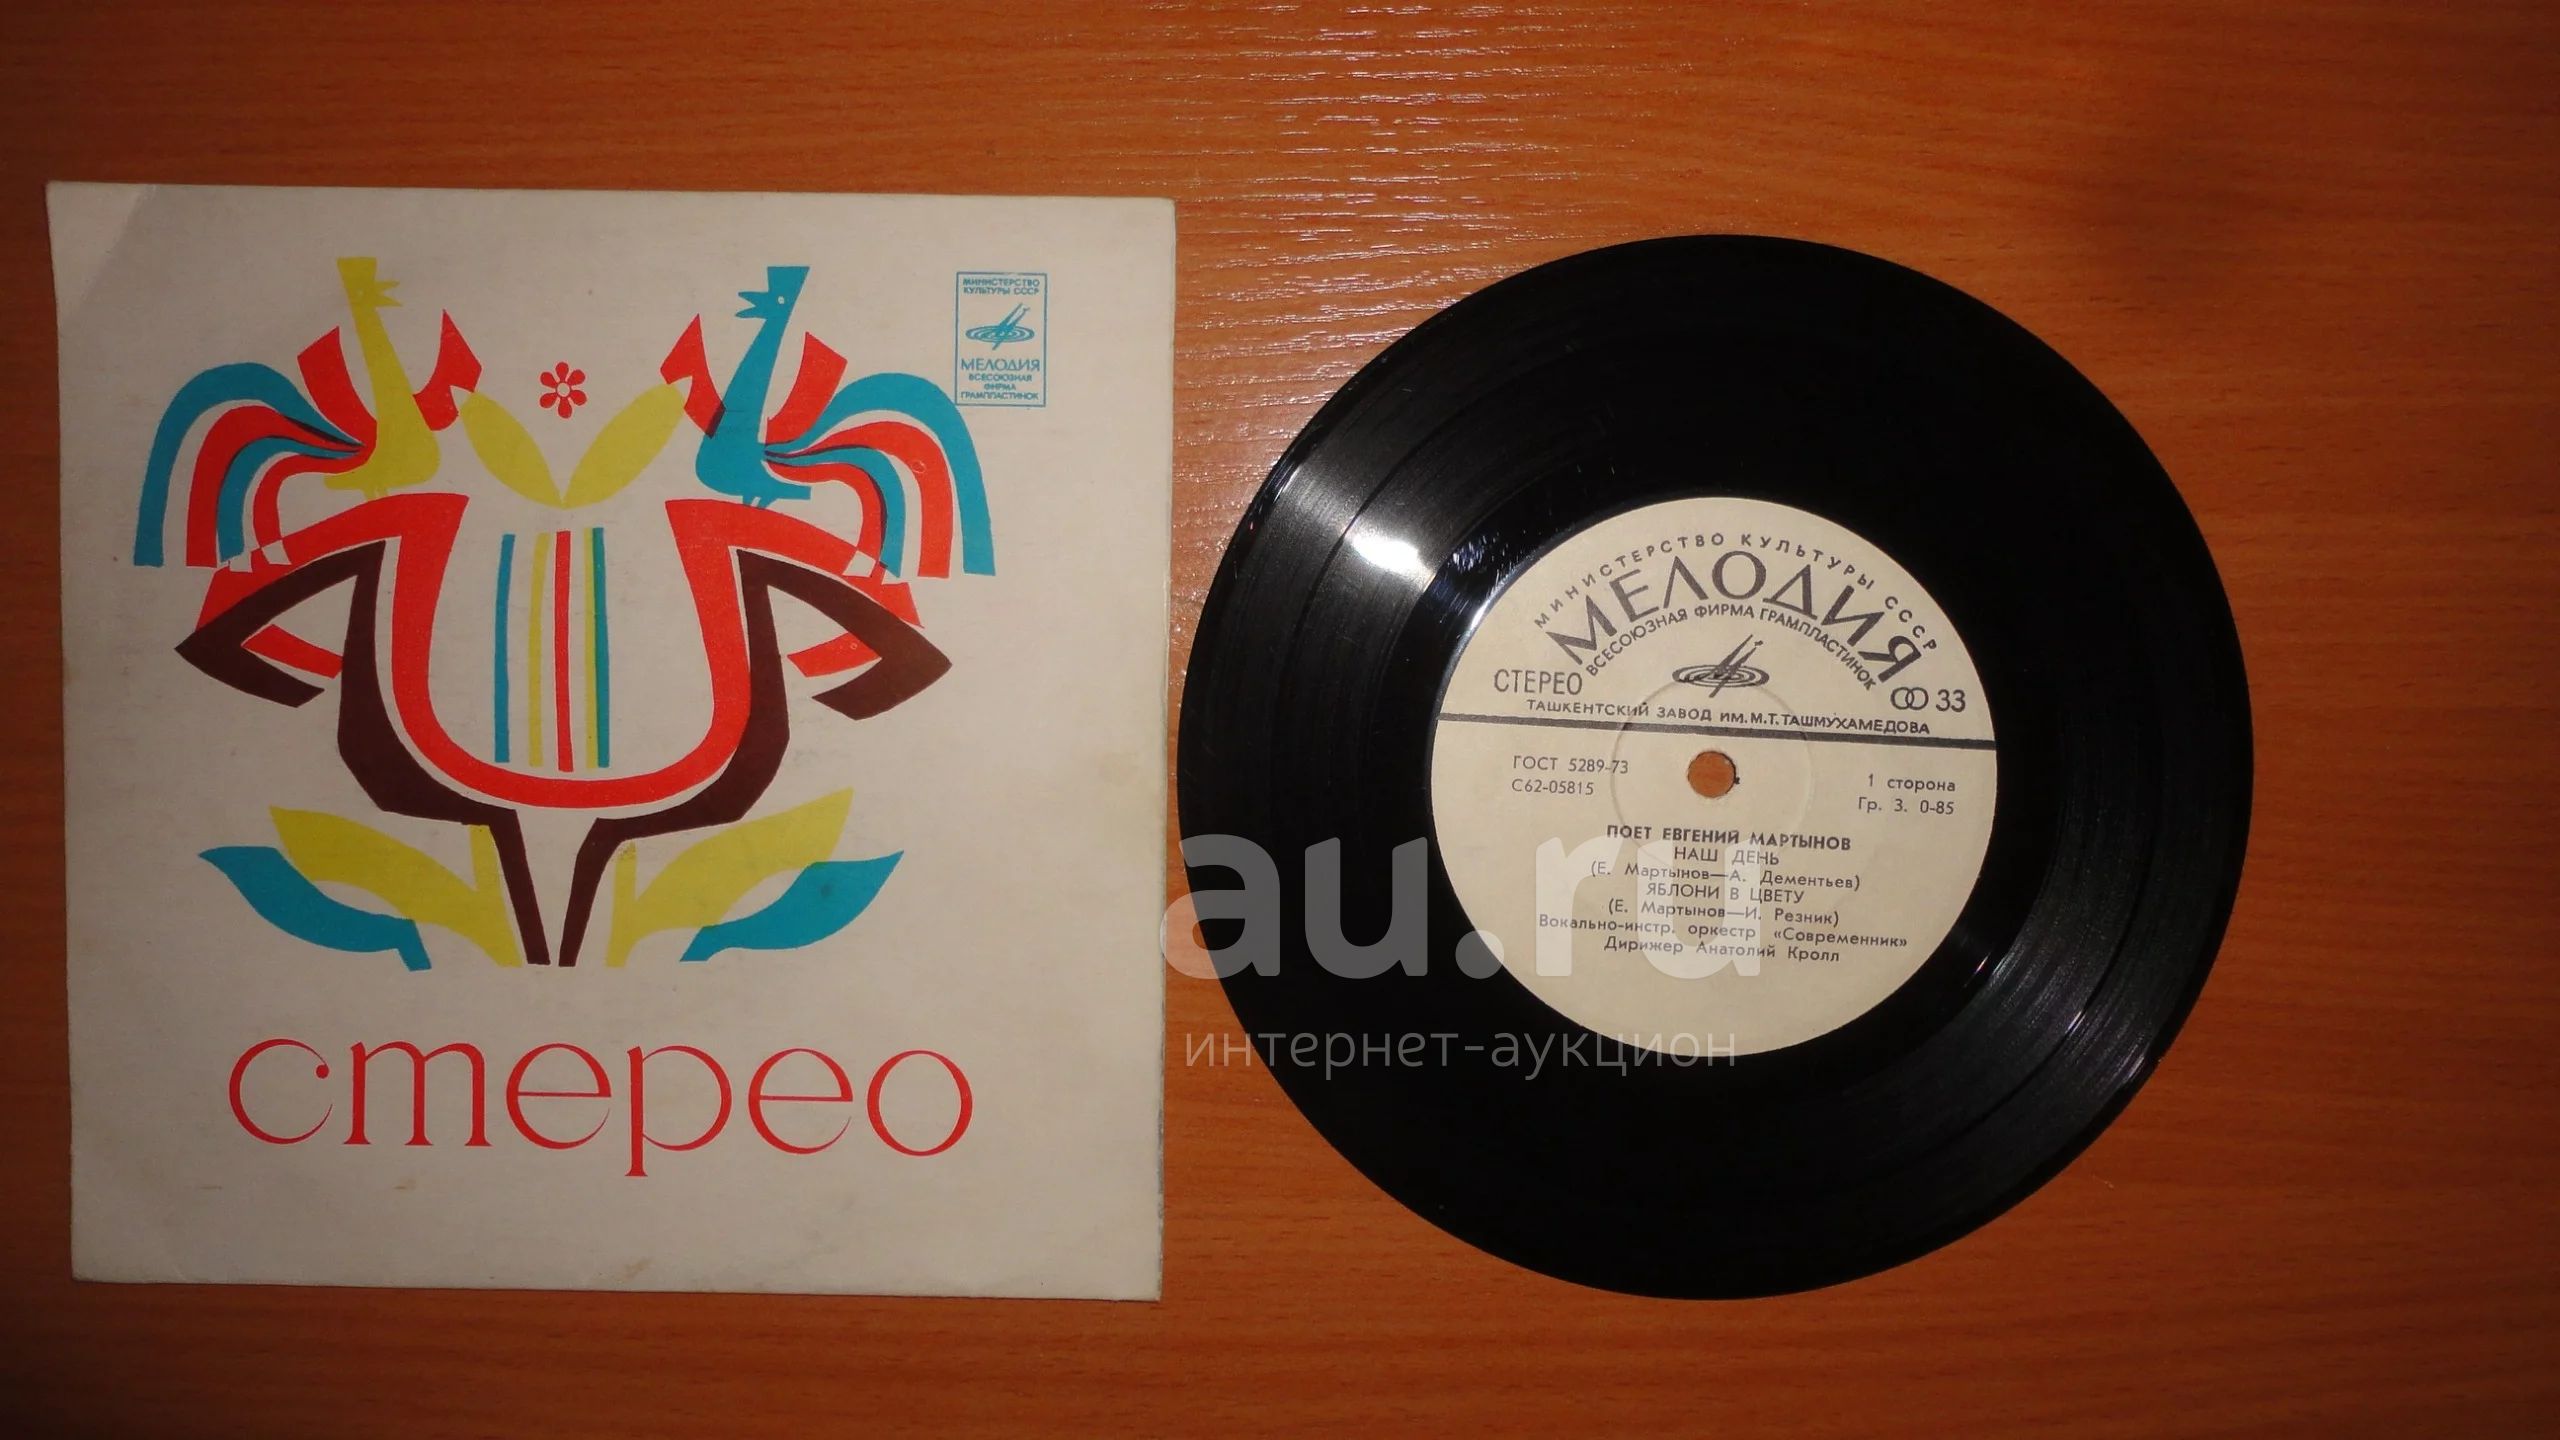 МИНИСТЕРСТВО
КУЛЬТУРЫ СССР
МЕЛОДИЯ
ВСЕСОЮЗНАЯ
ФИРМА
ГРАМПЛАСТИНОК
стерео
МИНИСТЕРСТВО КУЛЬТУРЫ СССР
МЕЛОДИЯ
ВСЕСОЮЗНАЯ ФИРМА ГРАМПЛАСТИНОК
СТЕРЕО
33
ТАШКЕНТСКИЙ ЗАВОД ИМ. М.Т. ТАШМУХАМЕДОВА
ГОСТ 5289-73
С62-05815
1 сторона
Гр. 3. 0-85
ПОЕТ ЕВГЕНИЙ МАРТЫНОВ
НАШ ДЕНЬ
(Е. Мартынов—А. Дементьев)
ЯБЛОНИ В ЦВЕТУ
(Е. Мартынов—И. Резник)
Вокально-инстр. оркестр «Современник»
Дирижер Анатолий Кролл
au.ru
интернет-аукцион